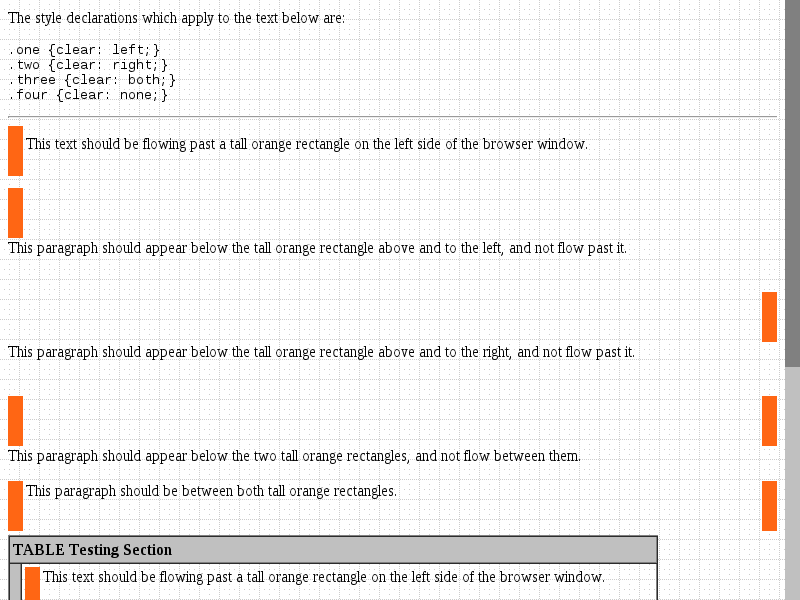 The style declarations which apply to the text below are:
.one {clear: left;}
.two {clear: right;}
.three {clear: both;}
.four {clear: none;}
This text should be flowing past a tall orange rectangle on the left side of the browser window.
This paragraph should appear below the tall orange rectangle above and to the left, and not flow past it.
This paragraph should appear below the tall orange rectangle above and to the right, and not flow past it.
This paragraph should appear below the two tall orange rectangles, and not flow between them.
This paragraph should be between both tall orange rectangles.
TABLE Testing Section
This text should be flowing past a tall orange rectangle on the left side of the browser window.